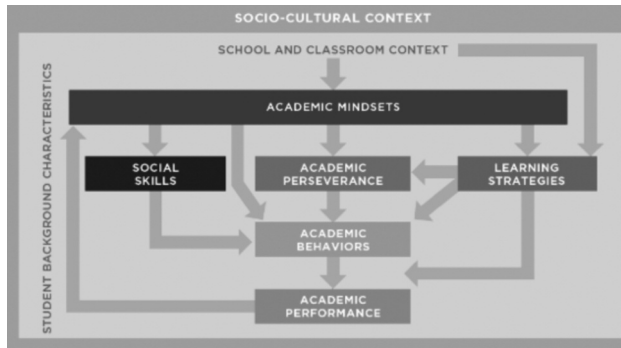 SOCIO-CULTURAL CONTEXT
SCHOOL AND CLASSROOM CONTEXT
STUDENT BACKGROUND CHARACTERISTICS
ACADEMIC MINDSETS
SOCIAL
SKILLS
ACADEMIC
PERSEVERANCE
LEARNING
STRATEGIES
ACADEMIC
BEHAVIORS
ACADEMIC
PERFORMANCE